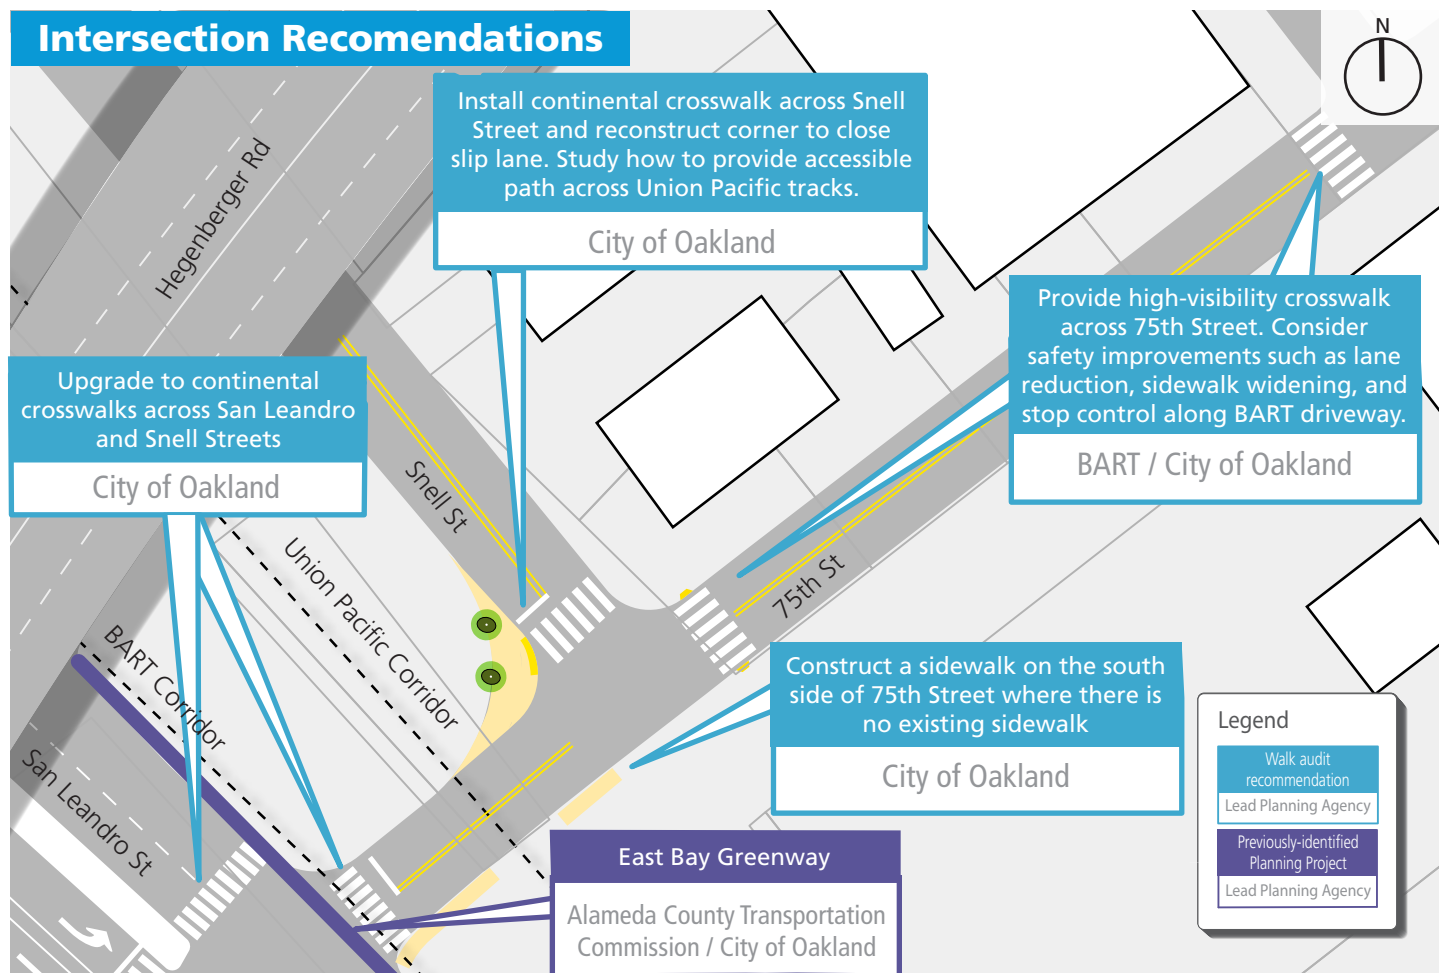 Intersection Recomendations
N
Install continental crosswalk across Snell
Street and reconstruct corner to close
slip lane. Study how to provide accessible
path across Union Pacific tracks.
City of Oakland
Hegenberger Rd
Provide high-visibility crosswalk
across 75th Street. Consider
safety improvements such as lane
reduction, sidewalk widening, and
stop control along BART driveway.
BART / City of Oakland
Upgrade to continental
crosswalks across San Leandro
and Snell Streets
City of Oakland
Snell St
Union Pacific Corridor
75th St
BART Corridor
San Leandro St
Construct a sidewalk on the south
side of 75th Street where there is
no existing sidewalk
City of Oakland
East Bay Greenway
Alameda County Transportation
Commission / City of Oakland
Legend
Walk audit
recommendation
Lead Planning Agency
Previously-identified
Planning Project
Lead Planning Agency